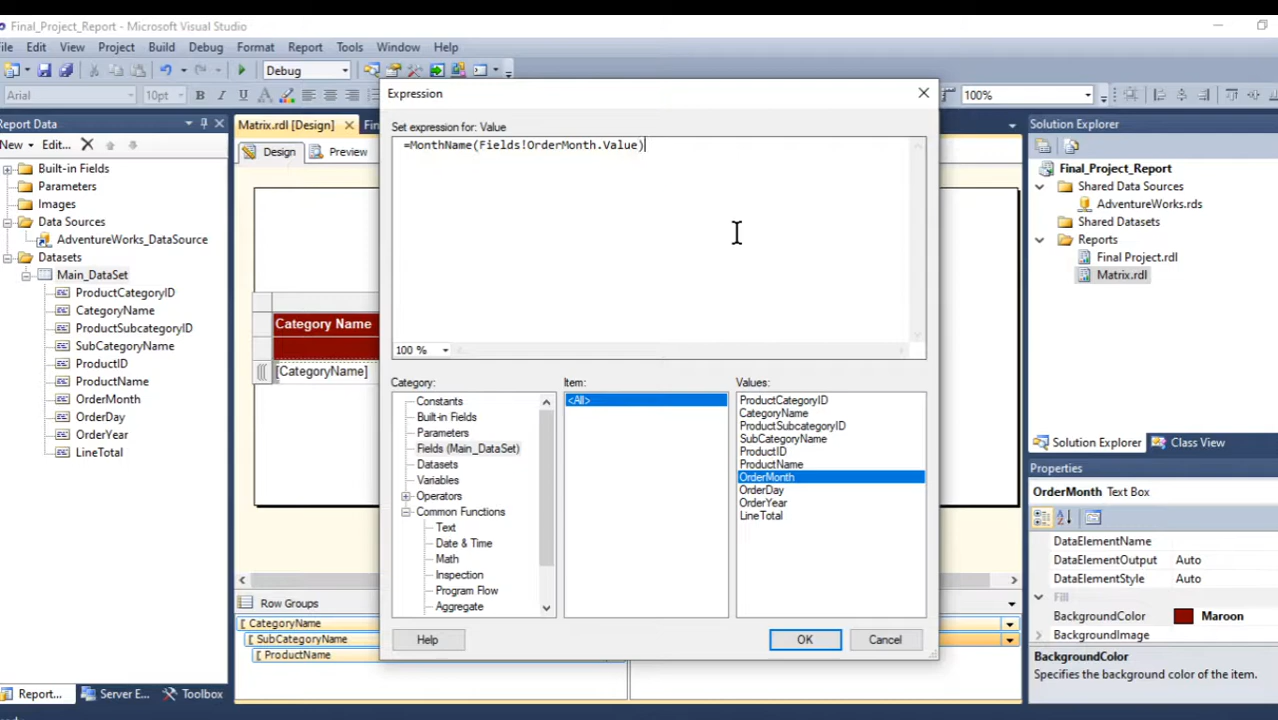 Final_Project_Report - Microsoft Visual Studio
File Edit View Project Build Debug Format Report Tools Window Help
Debug
100%
Arial 10pt B I U A
Report Data
New Edit...
Built-in Fields
Parameters
Images
Data Sources
AdventureWorks_DataSource
Datasets
Main_DataSet
ProductCategoryID
CategoryName
ProductSubcategoryID
SubCategoryName
ProductID
ProductName
OrderMonth
OrderDay
OrderYear
LineTotal
Report... Server E... Toolbox
Matrix.rdl [Design]
Design Preview
Category Name
[CategoryName]
Row Groups
[ CategoryName
[ SubCategoryName
[ ProductName
Expression
Set expression for: Value
=MonthName(Fields!OrderMonth.Value)
100 %
Category:
Constants
Built-in Fields
Parameters
Fields (Main_DataSet)
Datasets
Variables
Operators
Common Functions
Text
Date & Time
Math
Inspection
Program Flow
Aggregate
Item:
<All>
Values:
ProductCategoryID
CategoryName
ProductSubcategoryID
SubCategoryName
ProductID
ProductName
OrderMonth
OrderDay
OrderYear
LineTotal
Help OK Cancel
Solution Explorer
Final_Project_Report
Shared Data Sources
AdventureWorks.rds
Shared Datasets
Reports
Final Project.rdl
Matrix.rdl
Solution Explorer Class View
Properties
OrderMonth Text Box
DataElementName
DataElementOutput Auto
DataElementStyle Auto
Fill
BackgroundColor Maroon
BackgroundImage
BackgroundColor
Specifies the background color of the item.